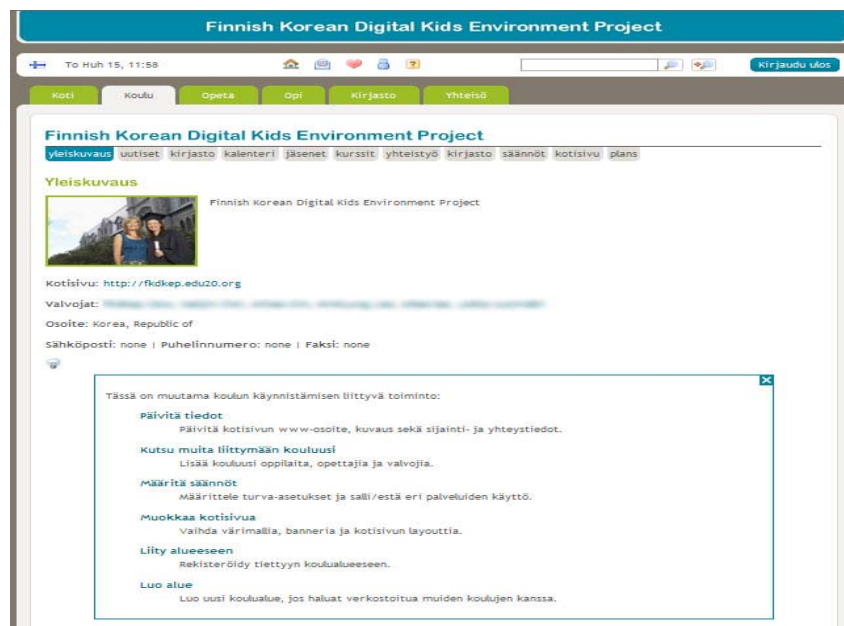 Finnish Korean Digital Kids Environment Project
To Huh 15, 11:58
Kirjaudu ulos
Koti Koulu Opeta Opi Kirjasto Yhteisö
Finnish Korean Digital Kids Environment Project
yleiskuvaus uutiset kirjasto kalenteri jäsenet kurssit yhteistyö kirjasto säännöt kotisivu plans
Yleiskuvaus
Finnish Korean Digital Kids Environment Project
Kotisivu: http://fkdkep.edu20.org
Valvojat:
Osoite: Korea, Republic of
Sähköposti: none | Puhelinnumero: none | Faksi: none
Tässä on muutama koulun käynnistämisen liittyvä toiminto:
Päivitä tiedot
Päivitä kotisivun www-osoite, kuvaus sekä sijainti- ja yhteystiedot.
Kutsu muita liittymään kouluusi
Lisää kouluusi oppilaita, opettajia ja valvojia.
Määritä säännöt
Määrittele turva-asetukset ja salli/estä eri palveluiden käyttö.
Muokkaa kotisivua
Vaihda värimallia, banneria ja kotisivun layouttia.
Liity alueeseen
Rekisteröidy tiettyyn koulualueeseen.
Luo alue
Luo uusi koulualue, jos haluat verkostoitua muiden koulujen kanssa.